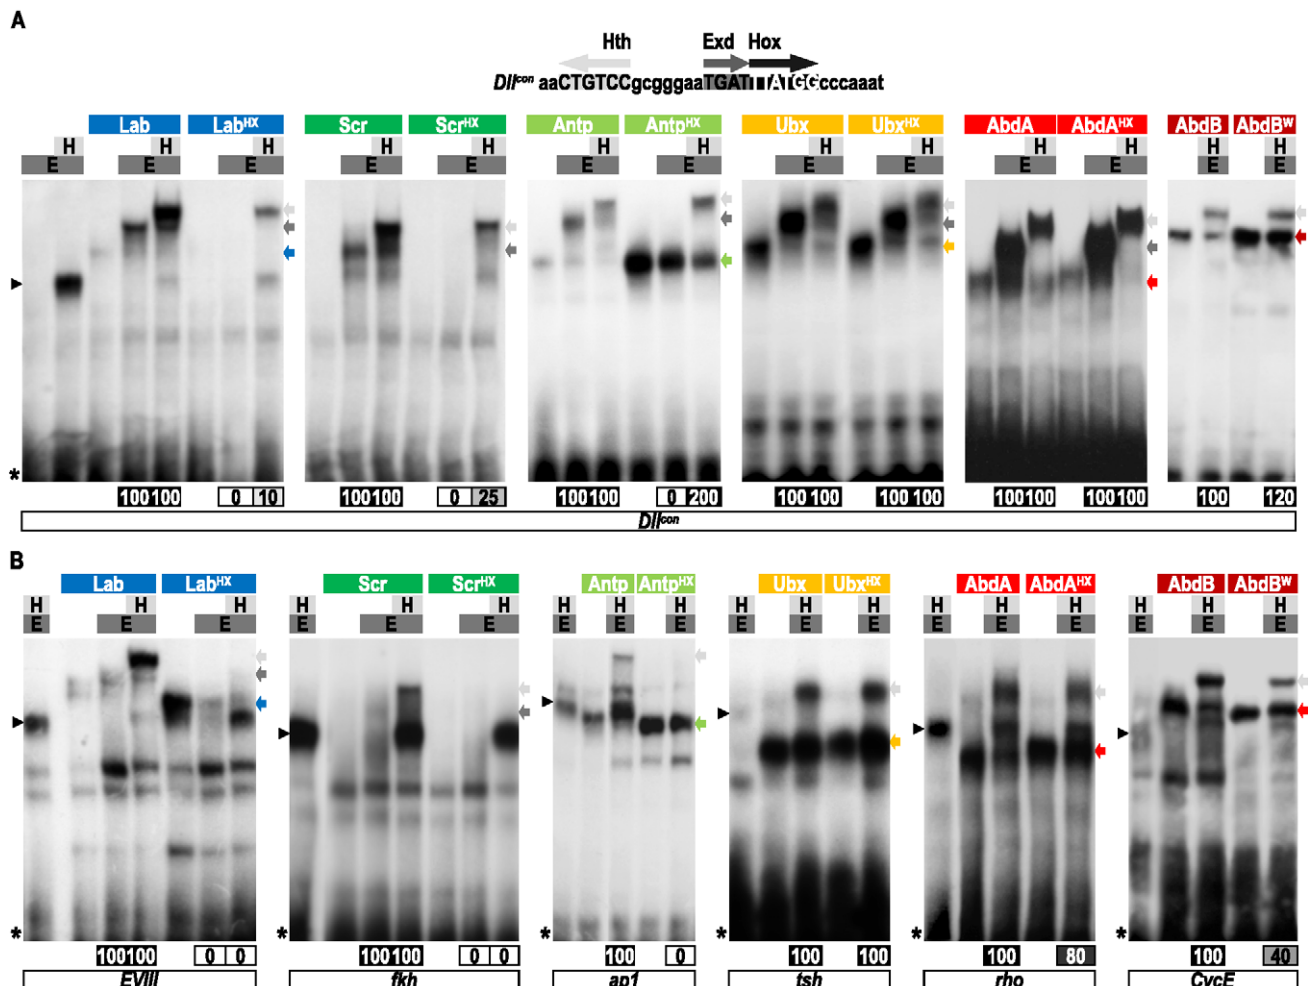 A
Hth Exd Hox
Dllcon aaCTGTCCgcgggaaTGATTTATGGcccaaat
Lab LabHX Scr ScrHX Antp AntpHX Ubx UbxHX AbdA AbdAHX AbdB AbdBW
H H H H H H H H H H H H H
E E E E E E E E E E E E E
*
100 100 0 10 100 100 0 25 100 100 0 200 100 100 100 100 100 100 100 100 100 120
Dllcon
B
Lab LabHX Scr ScrHX Antp AntpHX Ubx UbxHX AbdA AbdAHX AbdB AbdBW
H H H H H H H H H H H H H H H H H H
E E E E E E E E E E E E E E E E E E
* * * * * *
100 100 0 0 100 100 0 0 100 0 100 100 100 80 100 40
EVIII fkh ap1 tsh rho CycE